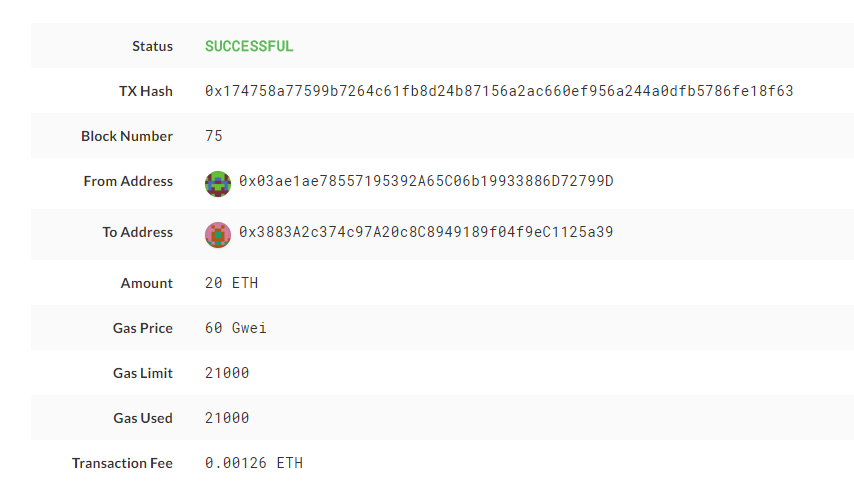 Status SUCCESSFUL
TX Hash 0x174758a77599b7264c61fb8d24b87156a2ac660ef956a244a0dfb5786fe18f63
Block Number 75
From Address 0x03ae1ae78557195392A65C06b19933886D72799D
To Address 0x3883A2c374c97A20c8C8949189f04f9eC1125a39
Amount 20 ETH
Gas Price 60 Gwei
Gas Limit 21000
Gas Used 21000
Transaction Fee 0.00126 ETH